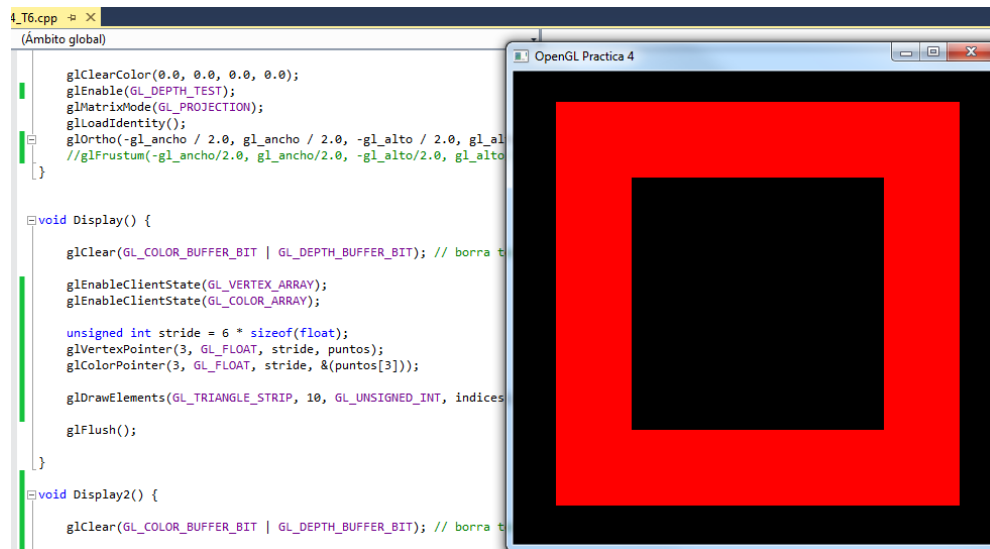 4_T6.cpp
(Ámbito global)
OpenGL Practica 4
glClearColor(0.0, 0.0, 0.0, 0.0);
glEnable(GL_DEPTH_TEST);
glMatrixMode(GL_PROJECTION);
glLoadIdentity();
glOrtho(-gl_ancho / 2.0, gl_ancho / 2.0, -gl_alto / 2.0,
//glFrustum(-gl_ancho/2.0, gl_ancho/2.0, -gl_alto/2.0, gl_alto
}
void Display() {
glClear(GL_COLOR_BUFFER_BIT | GL_DEPTH_BUFFER_BIT); // borra
glEnableClientState(GL_VERTEX_ARRAY);
glEnableClientState(GL_COLOR_ARRAY);
unsigned int stride = 6 * sizeof(float);
glVertexPointer(3, GL_FLOAT, stride, puntos);
glColorPointer(3, GL_FLOAT, stride, &(puntos[3]));
glDrawElements(GL_TRIANGLE_STRIP, 10, GL_UNSIGNED_INT, indices
glFlush();
}
void Display2() {
glClear(GL_COLOR_BUFFER_BIT | GL_DEPTH_BUFFER_BIT); // borra